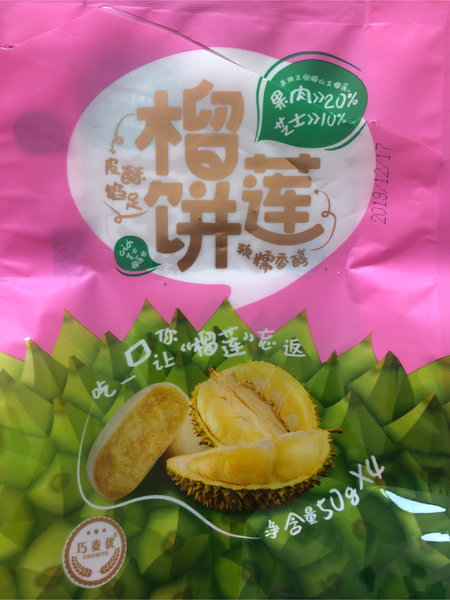 果肉≫20%
芝士≫10%
榴莲饼
皮酥
馅足
软糯香醇
2019/12/17
吃一口让你“榴莲”忘返
净含量50g×4
巧麦优
CHOMIYO